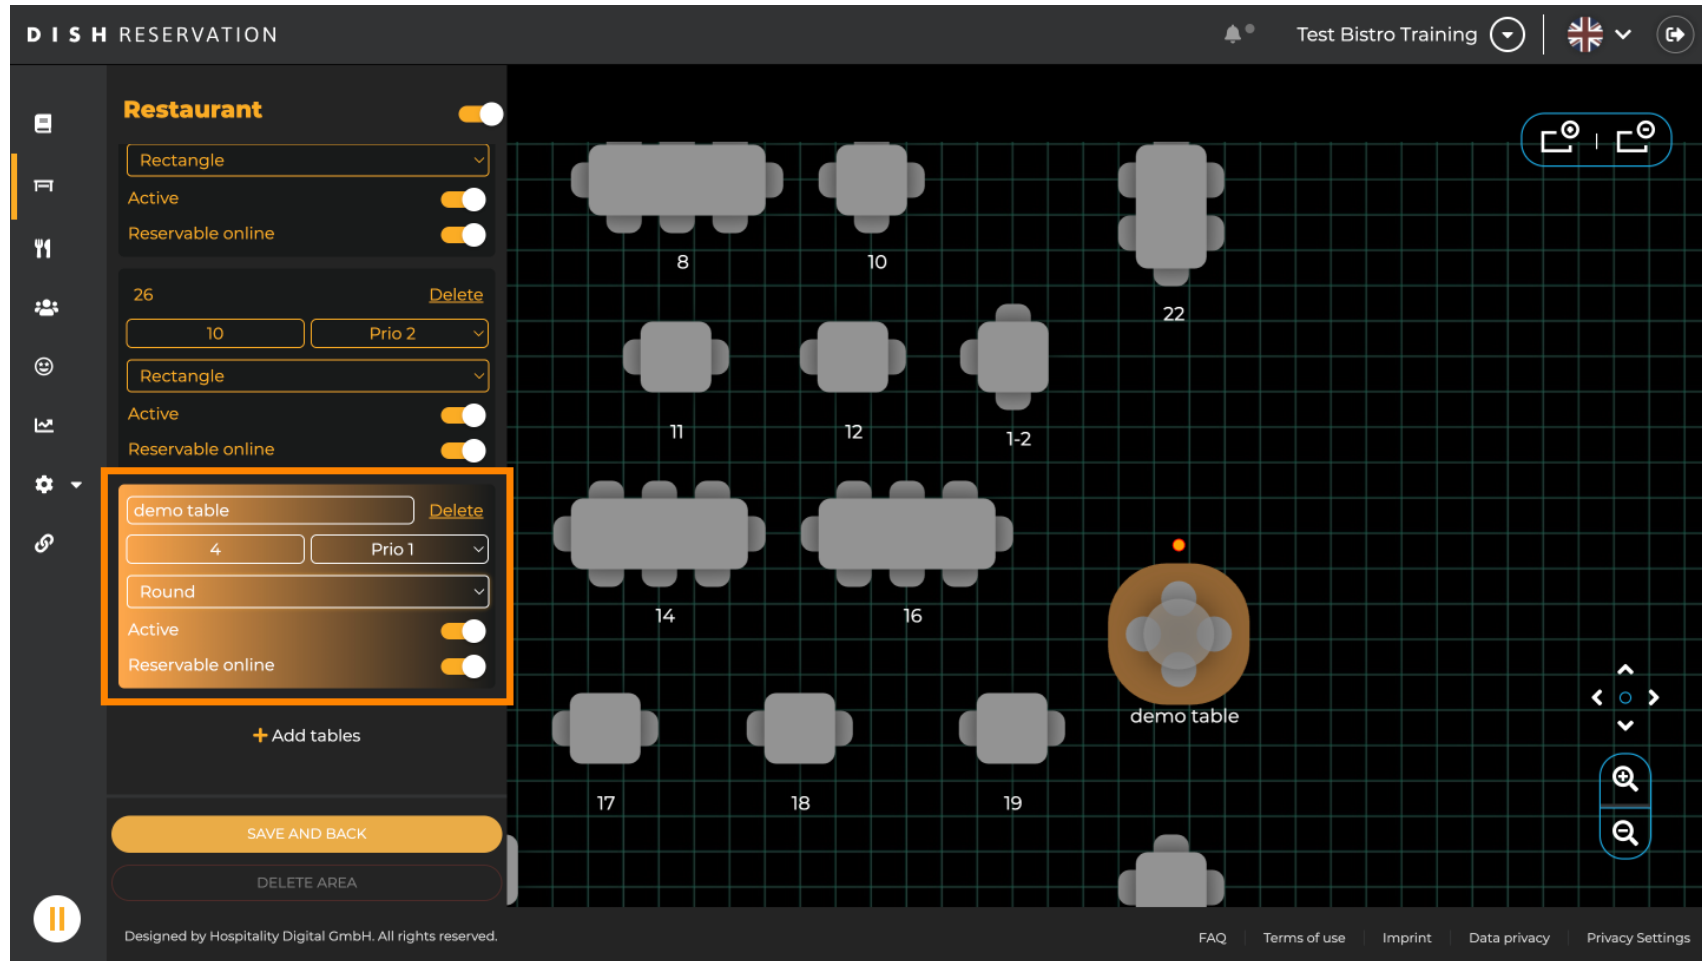 DISH RESERVATION
Test Bistro Training
Restaurant
Rectangle
Active
Reservable online
26
Delete
10
Prio 2
Rectangle
Active
Reservable online
demo table
Delete
4
Prio 1
Round
Active
Reservable online
+ Add tables
SAVE AND BACK
DELETE AREA
8
10
22
11
12
1-2
14
16
demo table
17
18
19
Designed by Hospitality Digital GmbH. All rights reserved.
FAQ
Terms of use
Imprint
Data privacy
Privacy Settings